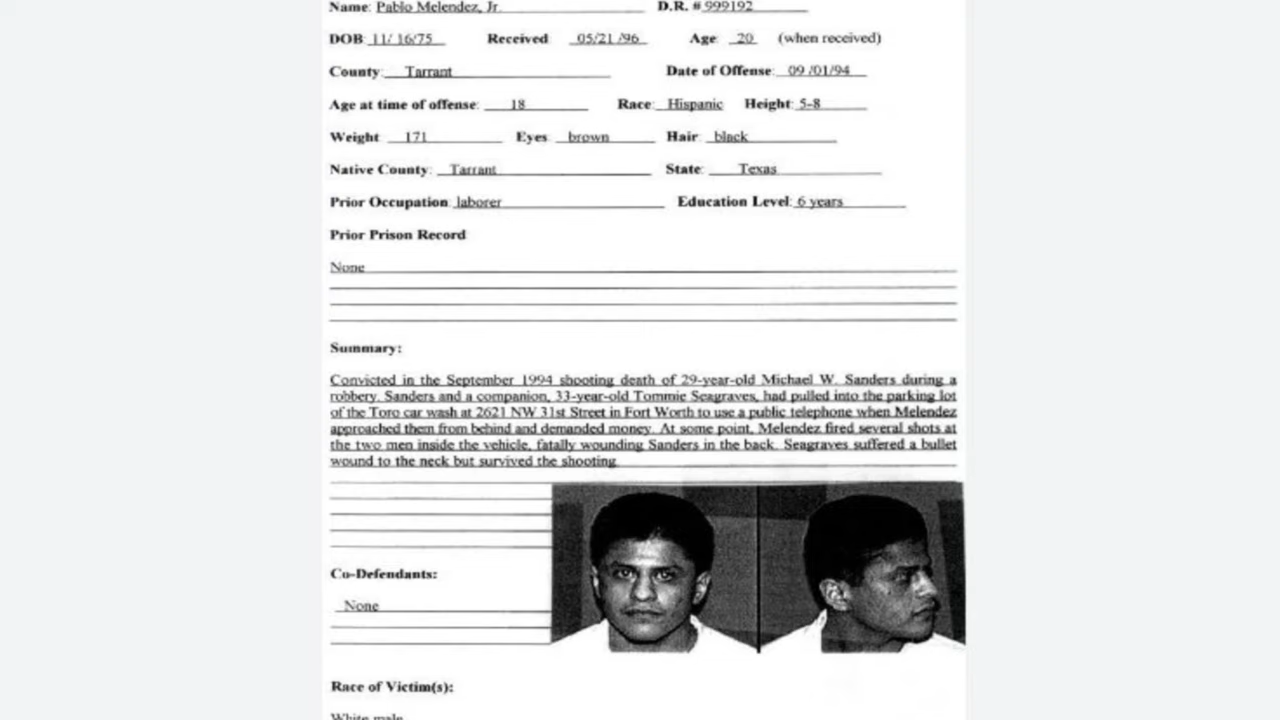 Name: Pablo Melendez, Jr. D.R. # 999192
DOB: 11/ 16/75 Received: 05/21 /96 Age: 20 (when received)
County: Tarrant Date of Offense: 09 /01/94
Age at time of offense: 18 Race: Hispanic Height: 5-8
Weight: 171 Eyes: brown Hair: black
Native County: Tarrant State: Texas
Prior Occupation: laborer Education Level: 6 years
Prior Prison Record
None
Summary:
Convicted in the September 1994 shooting death of 29-year-old Michael W. Sanders during a
robbery. Sanders and a companion, 33-year-old Tommie Seagraves, had pulled into the parking lot
of the Toro car wash at 2621 NW 31st Street in Fort Worth to use a public telephone when Melendez
approached them from behind and demanded money. At some point, Melendez fired several shots at
the two men inside the vehicle, fatally wounding Sanders in the back. Seagraves suffered a bullet
wound to the neck but survived the shooting.
Co-Defendants:
None
Race of Victim(s):
White male